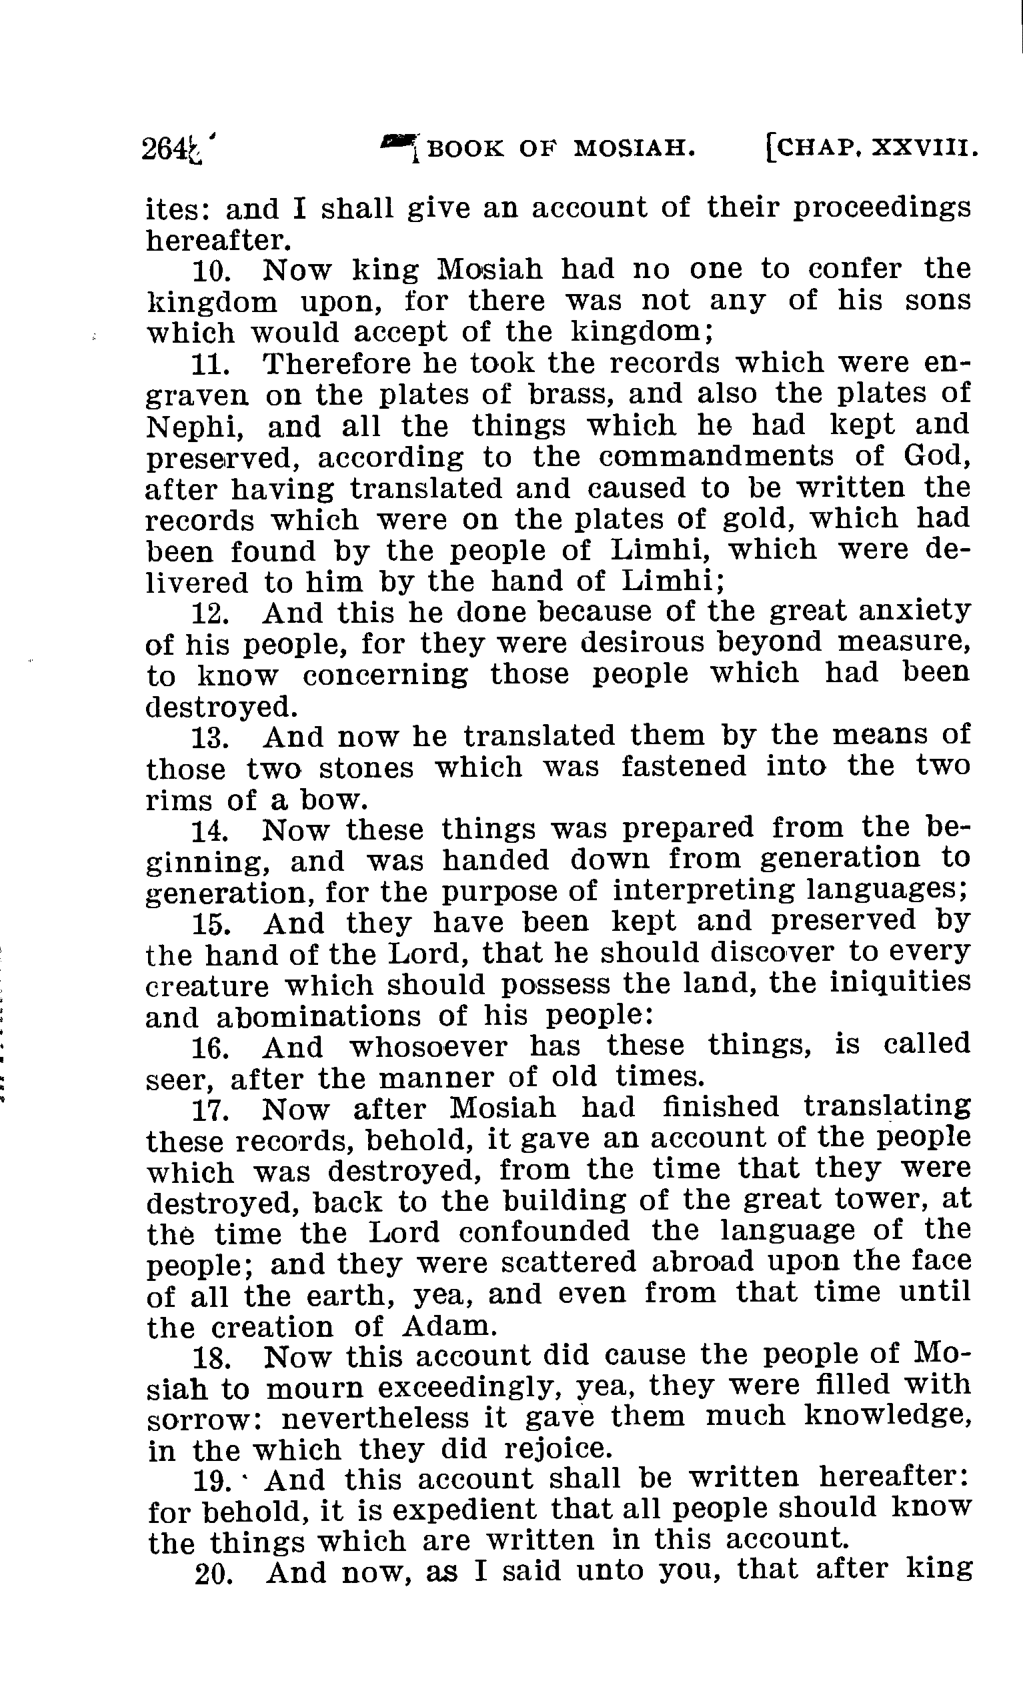 264 BOOK OF MOSIAH. [CHAP. XXVIII.
ites: and I shall give an account of their proceedings
hereafter.
10. Now king Mosiah had no one to confer the
kingdom upon, for there was not any of his sons
which would accept of the kingdom;
11. Therefore he took the records which were en-
graven on the plates of brass, and also the plates of
Nephi, and all the things which he had kept and
preserved, according to the commandments of God,
after having translated and caused to be written the
records which were on the plates of gold, which had
been found by the people of Limhi, which were de-
livered to him by the hand of Limhi;
12. And this he done because of the great anxiety
of his people, for they were desirous beyond measure,
to know concerning those people which had been
destroyed.
13. And now he translated them by the means of
those two stones which was fastened into the two
rims of a bow.
14. Now these things was prepared from the be-
ginning, and was handed down from generation to
generation, for the purpose of interpreting languages;
15. And they have been kept and preserved by
the hand of the Lord, that he should discover to every
creature which should possess the land, the iniquities
and abominations of his people:
16. And whosoever has these things, is called
seer, after the manner of old times.
17. Now after Mosiah had finished translating
these records, behold, it gave an account of the people
which was destroyed, from the time that they were
destroyed, back to the building of the great tower, at
the time the Lord confounded the language of the
people; and they were scattered abroad upon the face
of all the earth, yea, and even from that time until
the creation of Adam.
18. Now this account did cause the people of Mo-
siah to mourn exceedingly, yea, they were filled with
sorrow: nevertheless it gave them much knowledge,
in the which they did rejoice.
19. And this account shall be written hereafter:
for behold, it is expedient that all people should know
the things which are written in this account.
20. And now, as I said unto you, that after king